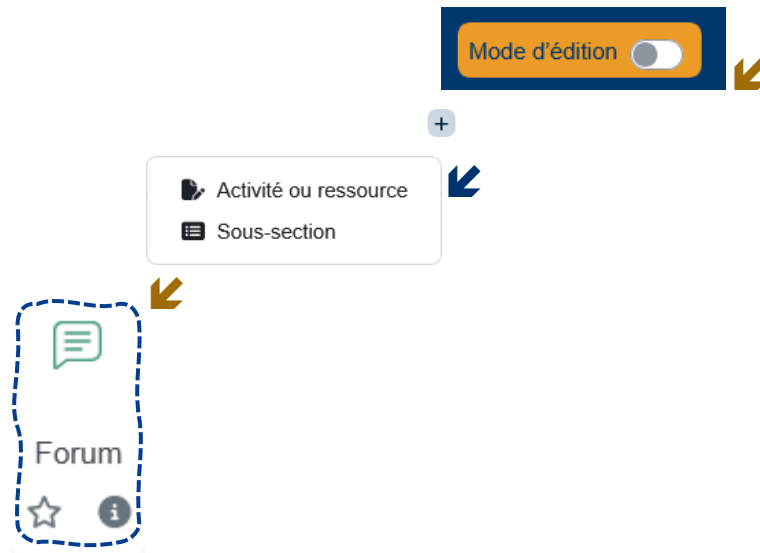 Mode d’édition
+
Activité ou ressource
Sous-section
Forum